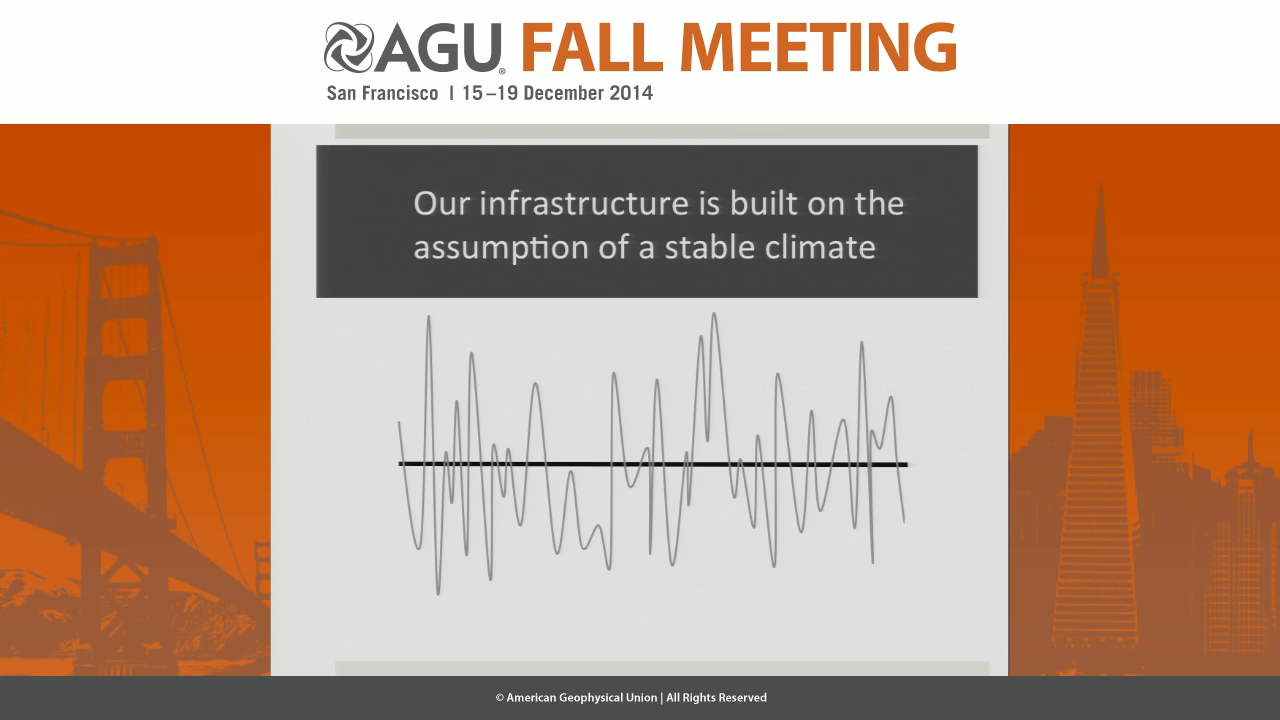 AGU® FALL MEETING
San Francisco | 15–19 December 2014
Our infrastructure is built on the
assumption of a stable climate
© American Geophysical Union | All Rights Reserved